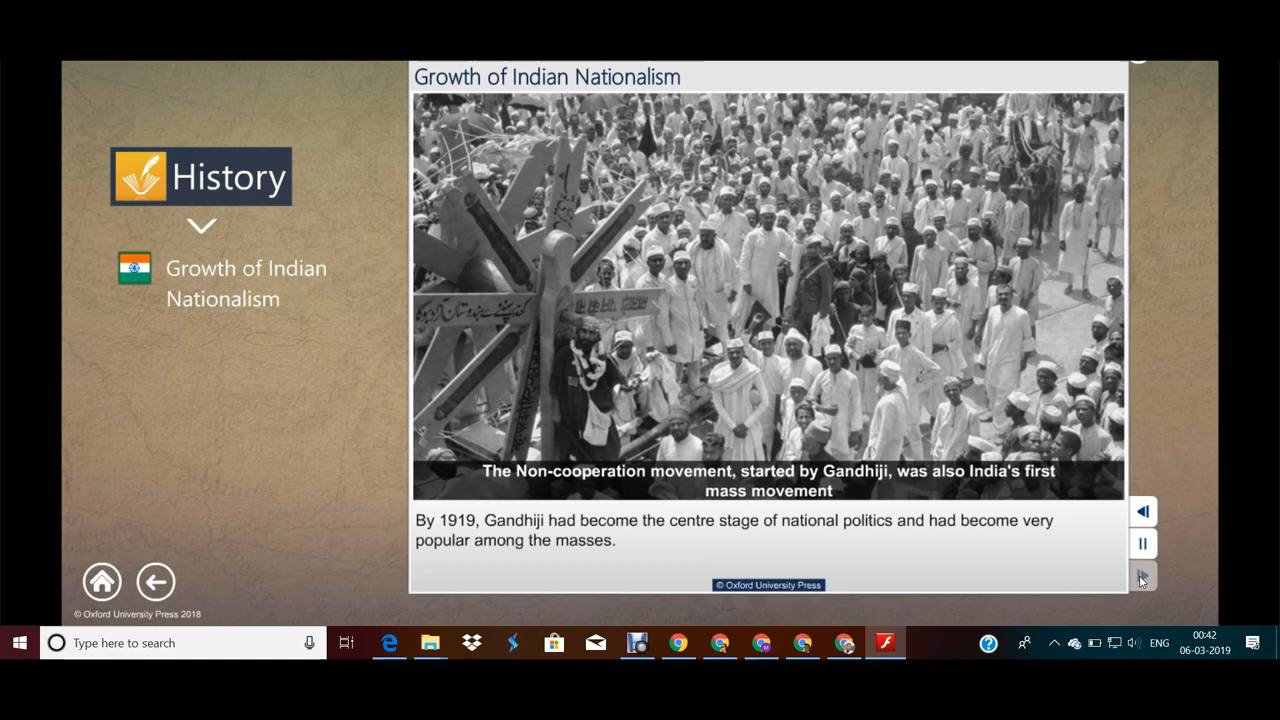 Growth of Indian Nationalism
History
Growth of Indian
Nationalism
The Non-cooperation movement, started by Gandhiji, was also India's first
mass movement
By 1919, Gandhiji had become the centre stage of national politics and had become very
popular among the masses.
© Oxford University Press
© Oxford University Press 2018
Type here to search
ENG
00:42
06-03-2019